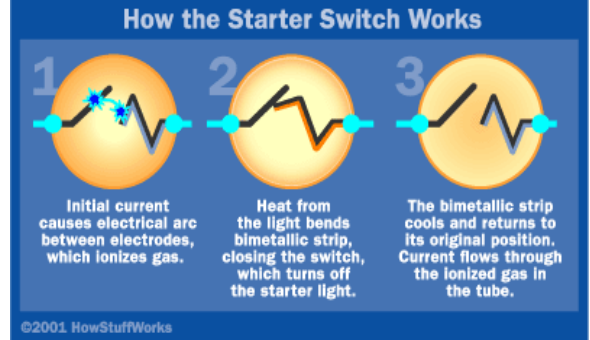 How the Starter Switch Works
1
2
3
Initial current
causes electrical arc
between electrodes,
which ionizes gas.
Heat from
the light bends
bimetallic strip,
closing the switch,
which turns off
the starter light.
The bimetallic strip
cools and returns to
its original position.
Current flows through
the ionized gas in
the tube.
©2001 HowStuffWorks